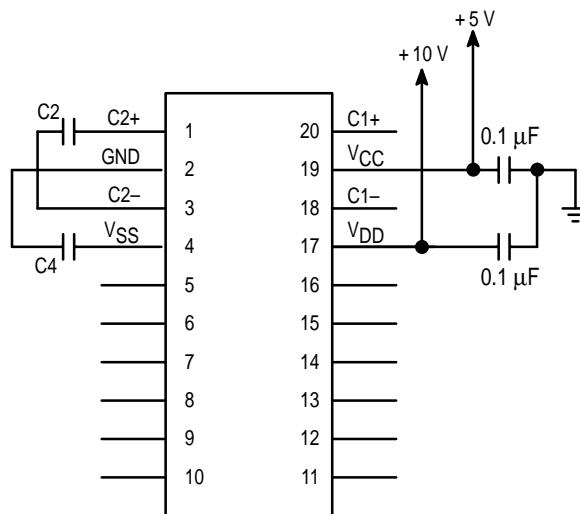 + 5 V
+ 10 V
C2 C2+ 1 20 C1+ 0.1 µF
GND 2 19 VCC
C2– 3 18 C1–
VSS 4 17 VDD
C4 0.1 µF
5 16
6 15
7 14
8 13
9 12
10 11